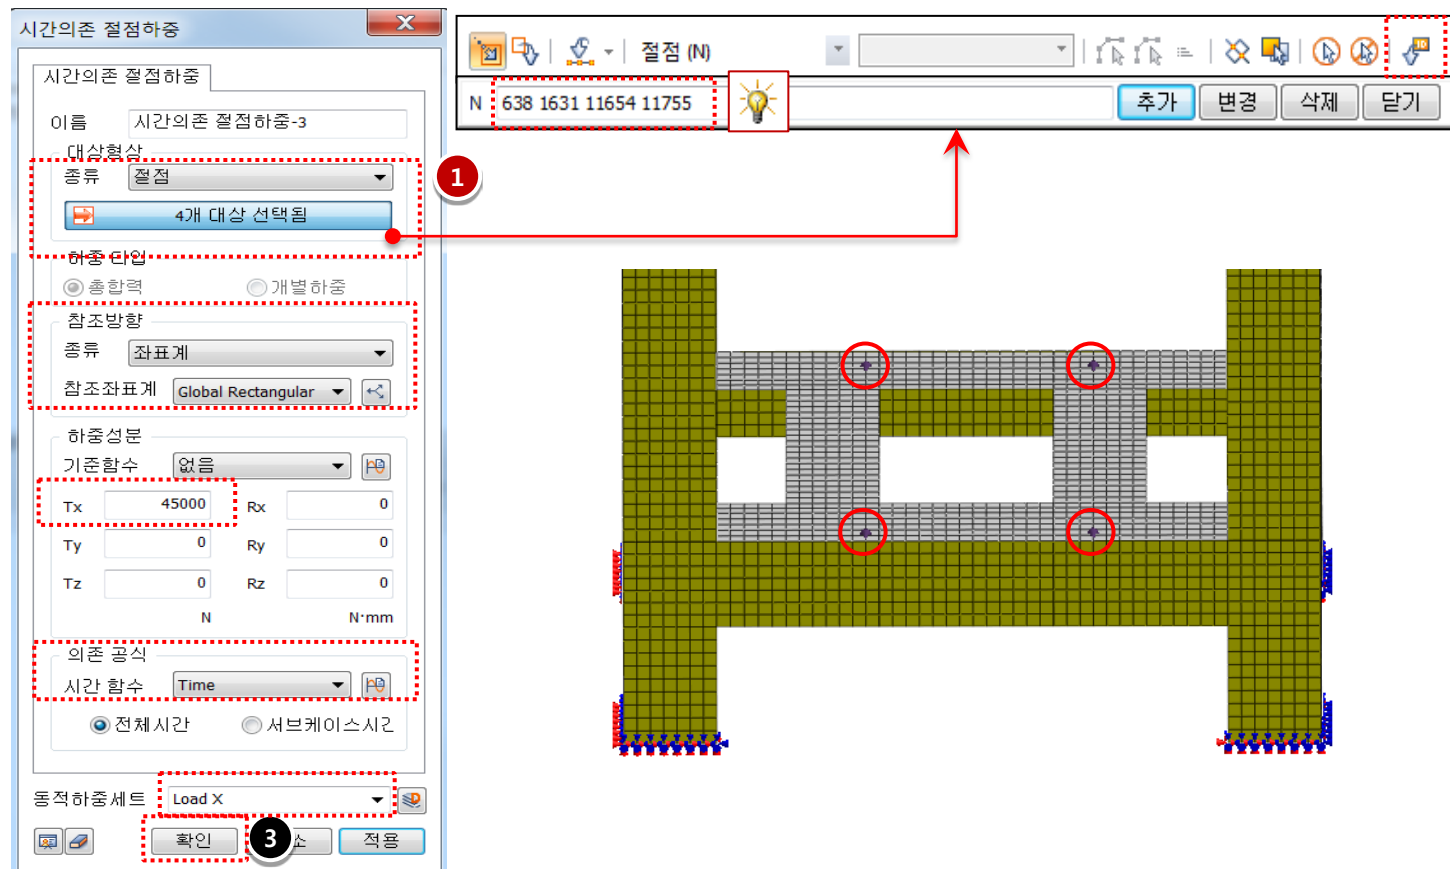 시간의존 절점하중
시간의존 절점하중
이름 시간의존 절점하중-3
대상형상
종류 절점
4개 대상 선택됨
하중 타입
총합력 개별하중
참조방향
종류 좌표계
참조좌표계 Global Rectangular
하중성분
기준함수 없음
Tx 45000 Rx 0
Ty 0 Ry 0
Tz 0 Rz 0
N N·mm
의존 공식
시간 함수 Time
전체시간 서브케이스시간
동적하중세트 Load X
확인 3 소 적용
1
절점 (N)
N 638 1631 11654 11755 추가 변경 삭제 닫기